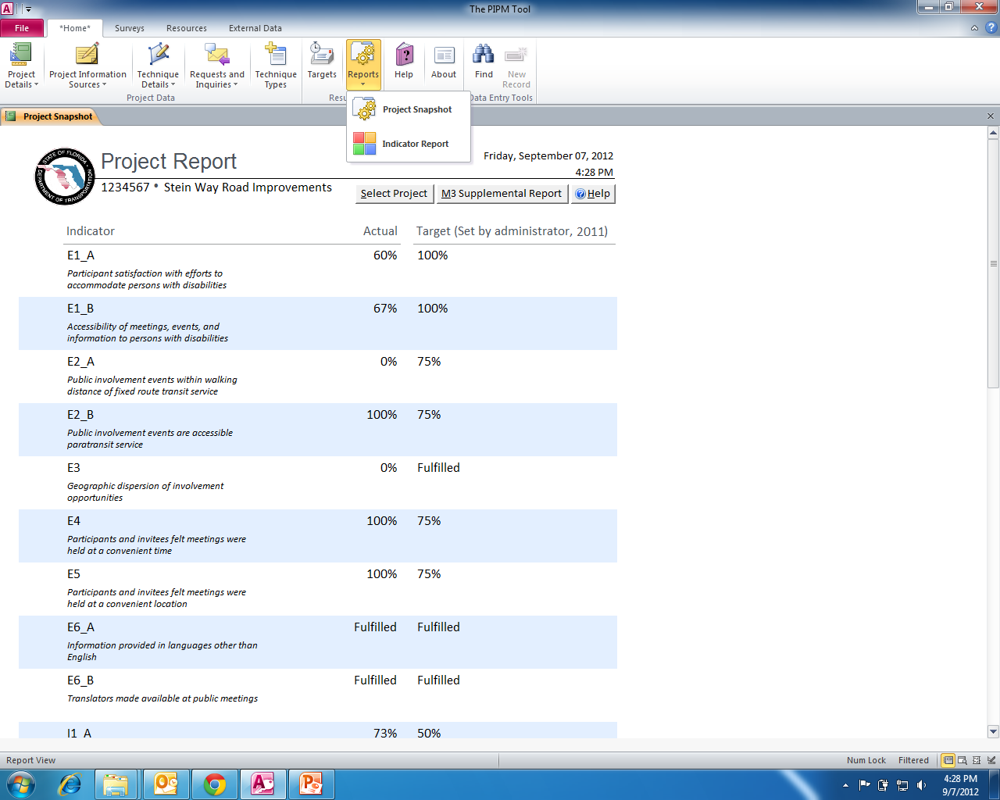 The PIPM Tool
File
*Home*
Surveys
Resources
External Data
Project Details
Project Information Sources
Technique Details
Requests and Inquiries
Technique Types
Targets
Reports
Help
About
Find
New Record
Project Data
Resu
Data Entry Tools
Project Snapshot
Indicator Report
Project Snapshot
STATE OF FLORIDA
DEPARTMENT OF TRANSPORTATION
Project Report
Friday, September 07, 2012
4:28 PM
1234567 • Stein Way Road Improvements
Select Project
M3 Supplemental Report
Help
Indicator Actual Target (Set by administrator, 2011)
E1_A 60% 100%
Participant satisfaction with efforts to
accommodate persons with disabilities
E1_B 67% 100%
Accessibility of meetings, events, and
information to persons with disabilities
E2_A 0% 75%
Public involvement events within walking
distance of fixed route transit service
E2_B 100% 75%
Public involvement events are accessible
paratransit service
E3 0% Fulfilled
Geographic dispersion of involvement
opportunities
E4 100% 75%
Participants and invitees felt meetings were
held at a convenient time
E5 100% 75%
Participants and invitees felt meetings were
held at a convenient location
E6_A Fulfilled Fulfilled
Information provided in languages other than
English
E6_B Fulfilled Fulfilled
Translators made available at public meetings
I1_A 73% 50%
Report View
Num Lock
Filtered
4:28 PM
9/7/2012